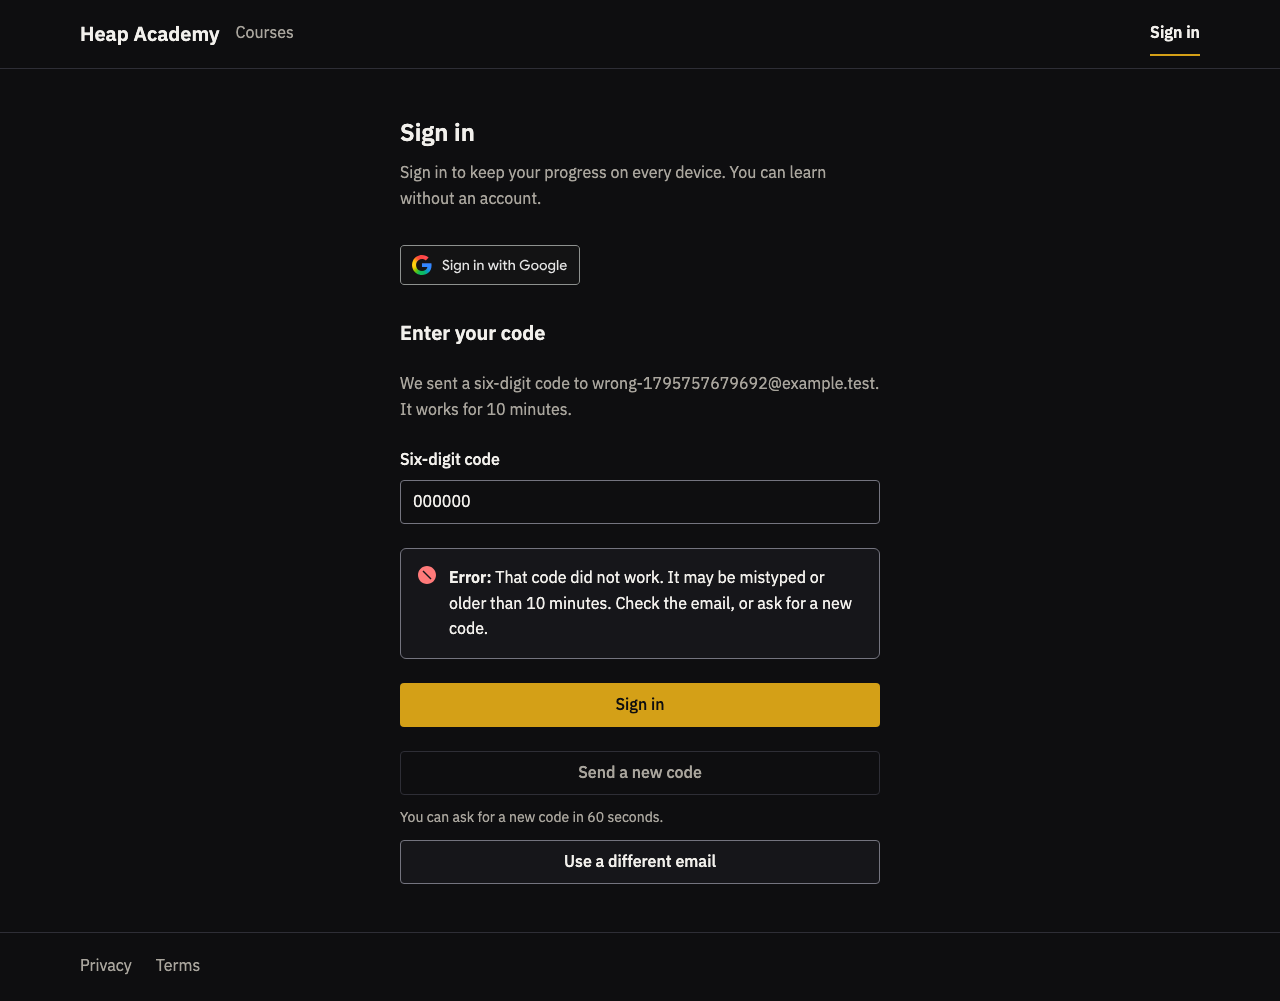 Heap Academy Courses Sign in
Sign in
Sign in to keep your progress on every device. You can learn
without an account.
Sign in with Google
Enter your code
We sent a six-digit code to wrong-1795757679692@example.test.
It works for 10 minutes.
Six-digit code
000000
Error: That code did not work. It may be mistyped or
older than 10 minutes. Check the email, or ask for a new
code.
Sign in
Send a new code
You can ask for a new code in 60 seconds.
Use a different email
Privacy Terms